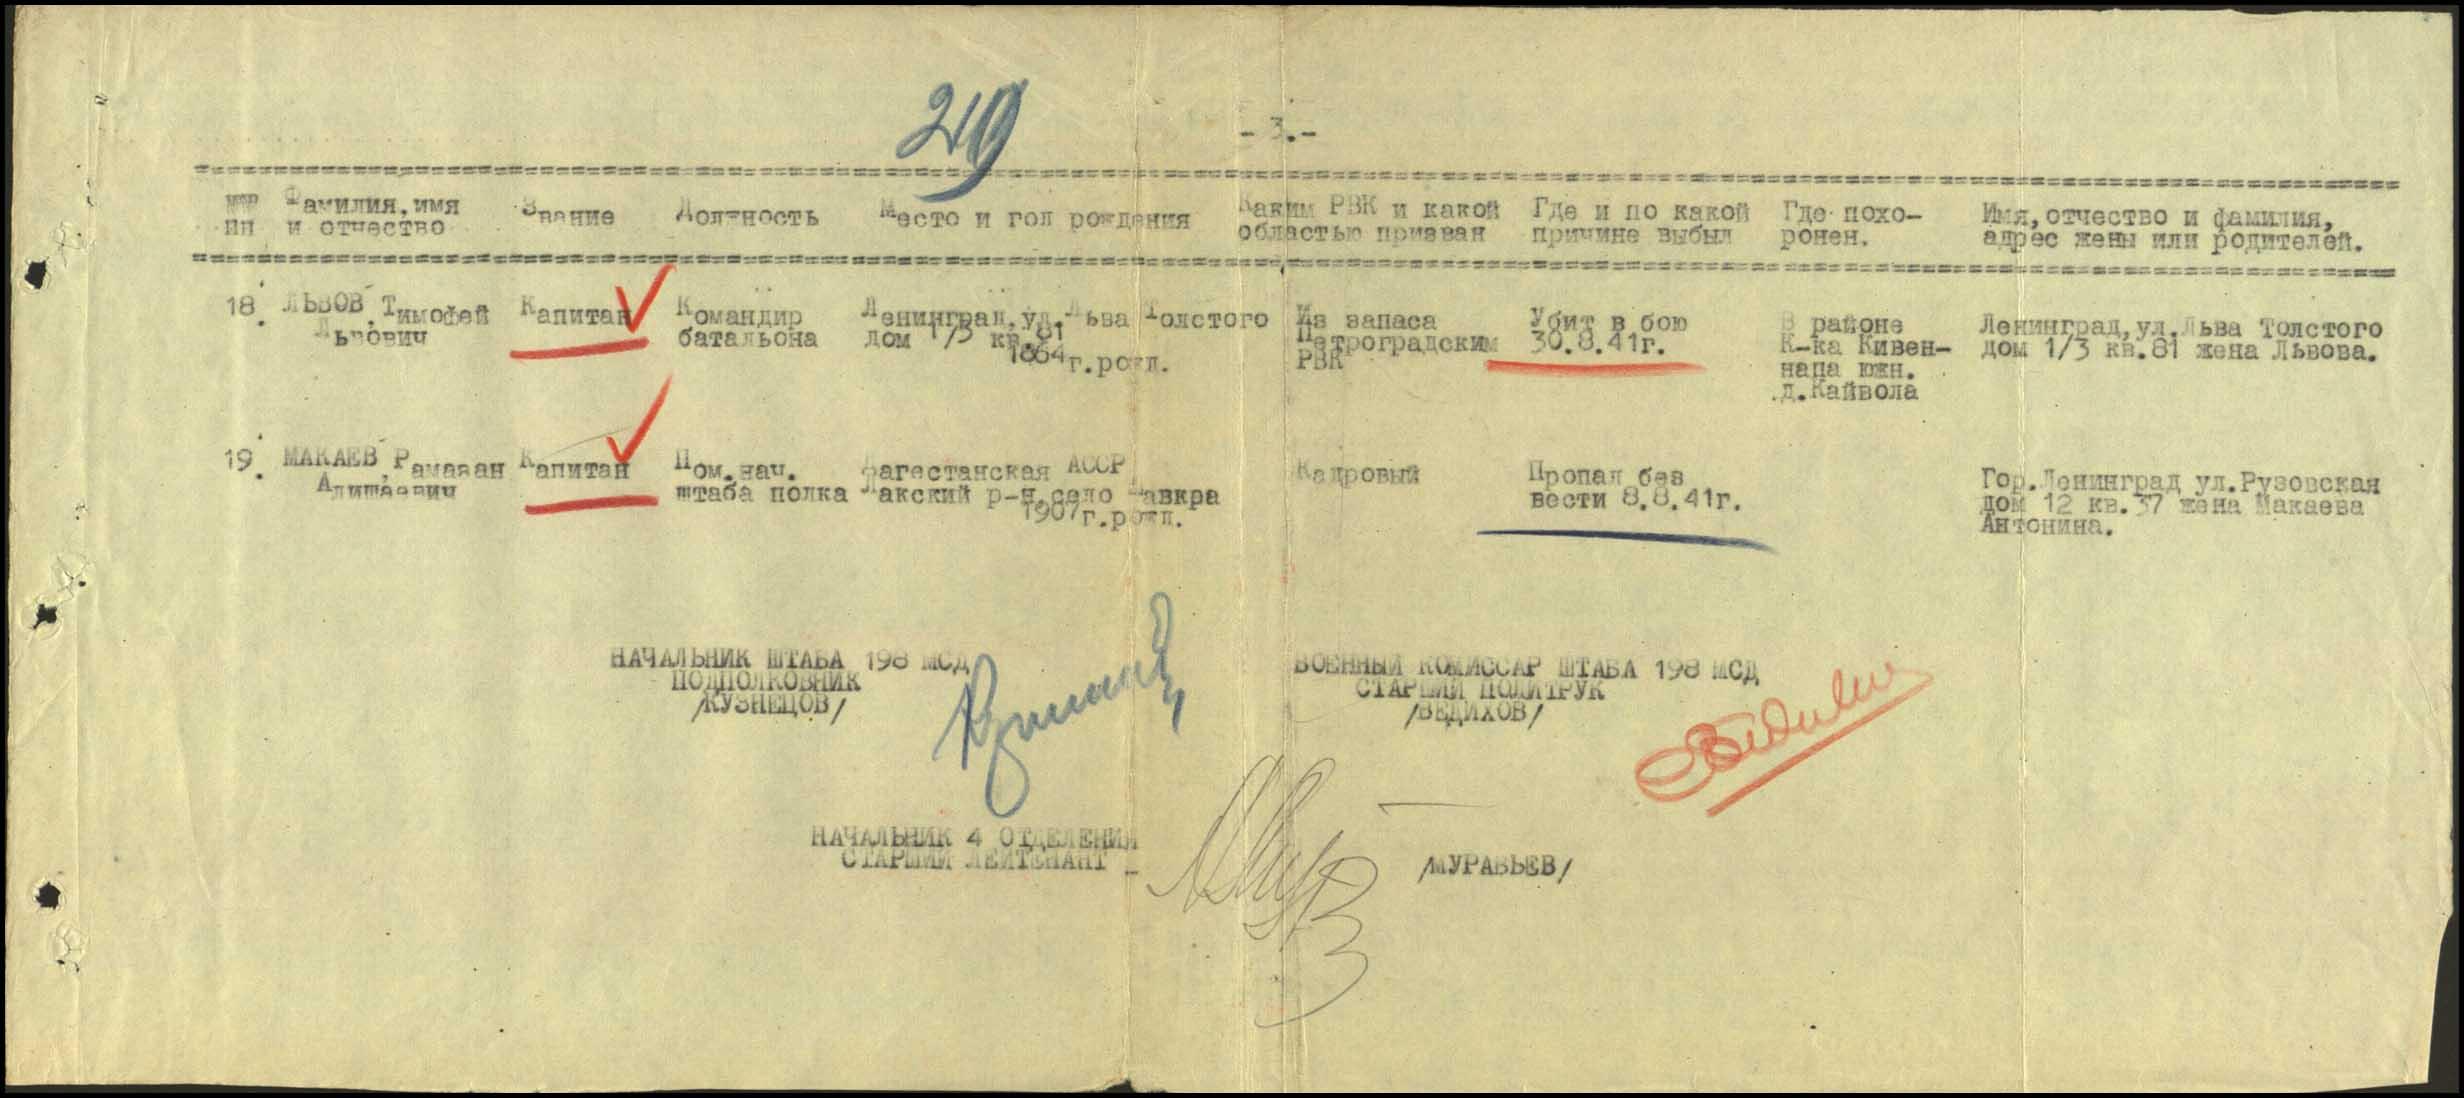 219
- 3.-
№№ Фамилия,имя Звание Должность Место и год рождения Каким РВК и какой Где и по какой Где похо- Имя,отчество и фамилия,
пп и отчество областью призван причине выбыл ронен. адрес жены или родителей.
18. ЛЬВОВ Тимофей Капитан Командир Ленинград,ул.Льва Толстого Из запаса Убит в бою В районе Ленинград,ул.Льва Толстого
Львович батальона дом 1/3 кв.81 Петроградским 30.8.41г. К-ка Кивен- дом 1/3 кв.81 жена Львова.
1864г.рожд. РВК напа южн.
д.Кайвола
19. МАКАЕВ Рамазан Капитан Пом.нач. Дагестанская АССР Кадровый Пропал без Гор.Ленинград ул.Рузовская
Алишаевич штаба полка Лакский р-н,село Чавкра вести 8.8.41г. дом 12 кв.37 жена Макаева
1907г.рожд. Антонина.
НАЧАЛЬНИК ШТАБА 198 МСД ВОЕННЫЙ КОМИССАР ШТАБА 198 МСД
ПОДПОЛКОВНИК СТАРШИЙ ПОЛИТРУК
/КУЗНЕЦОВ/ /ВЕДИХОВ/
НАЧАЛЬНИК 4 ОТДЕЛЕНИЯ
СТАРШИЙ ЛЕЙТЕНАНТ - /МУРАВЬЕВ/